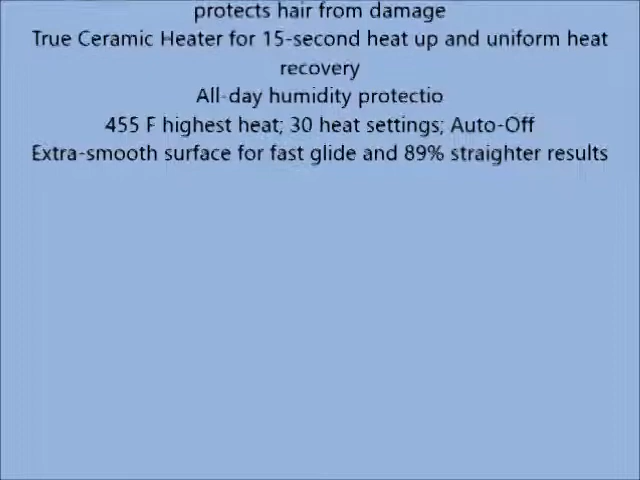 protects hair from damage
True Ceramic Heater for 15-second heat up and uniform heat
recovery
All-day humidity protectio
455 F highest heat; 30 heat settings; Auto-Off
Extra-smooth surface for fast glide and 89% straighter results